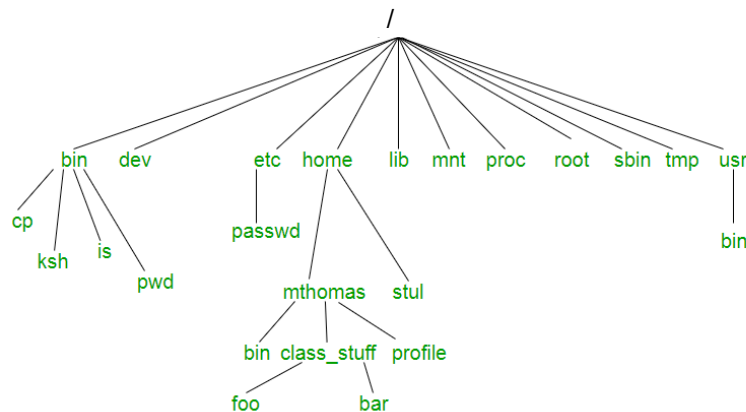 /
bin dev etc home lib mnt proc root sbin tmp usr
cp ksh is pwd passwd bin
mthomas stul
bin class_stuff profile
foo bar